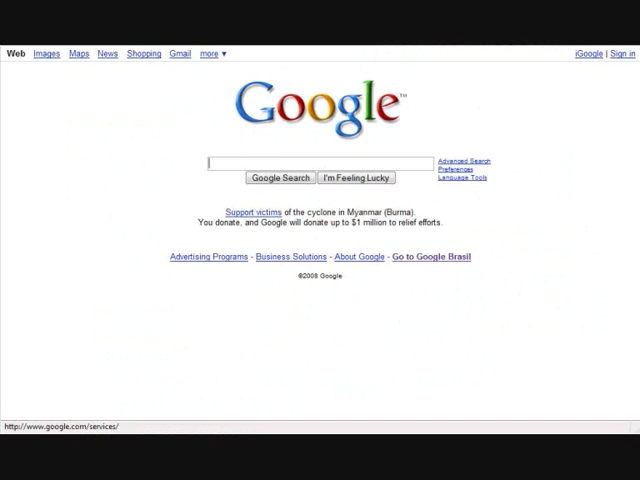 Web Images Maps News Shopping Gmail more ▼
iGoogle | Sign in
Google™
Advanced Search
Preferences
Language Tools
Google Search I'm Feeling Lucky
Support victims of the cyclone in Myanmar (Burma).
You donate, and Google will donate up to $1 million to relief efforts.
Advertising Programs - Business Solutions - About Google - Go to Google Brasil
©2008 Google
http://www.google.com/services/